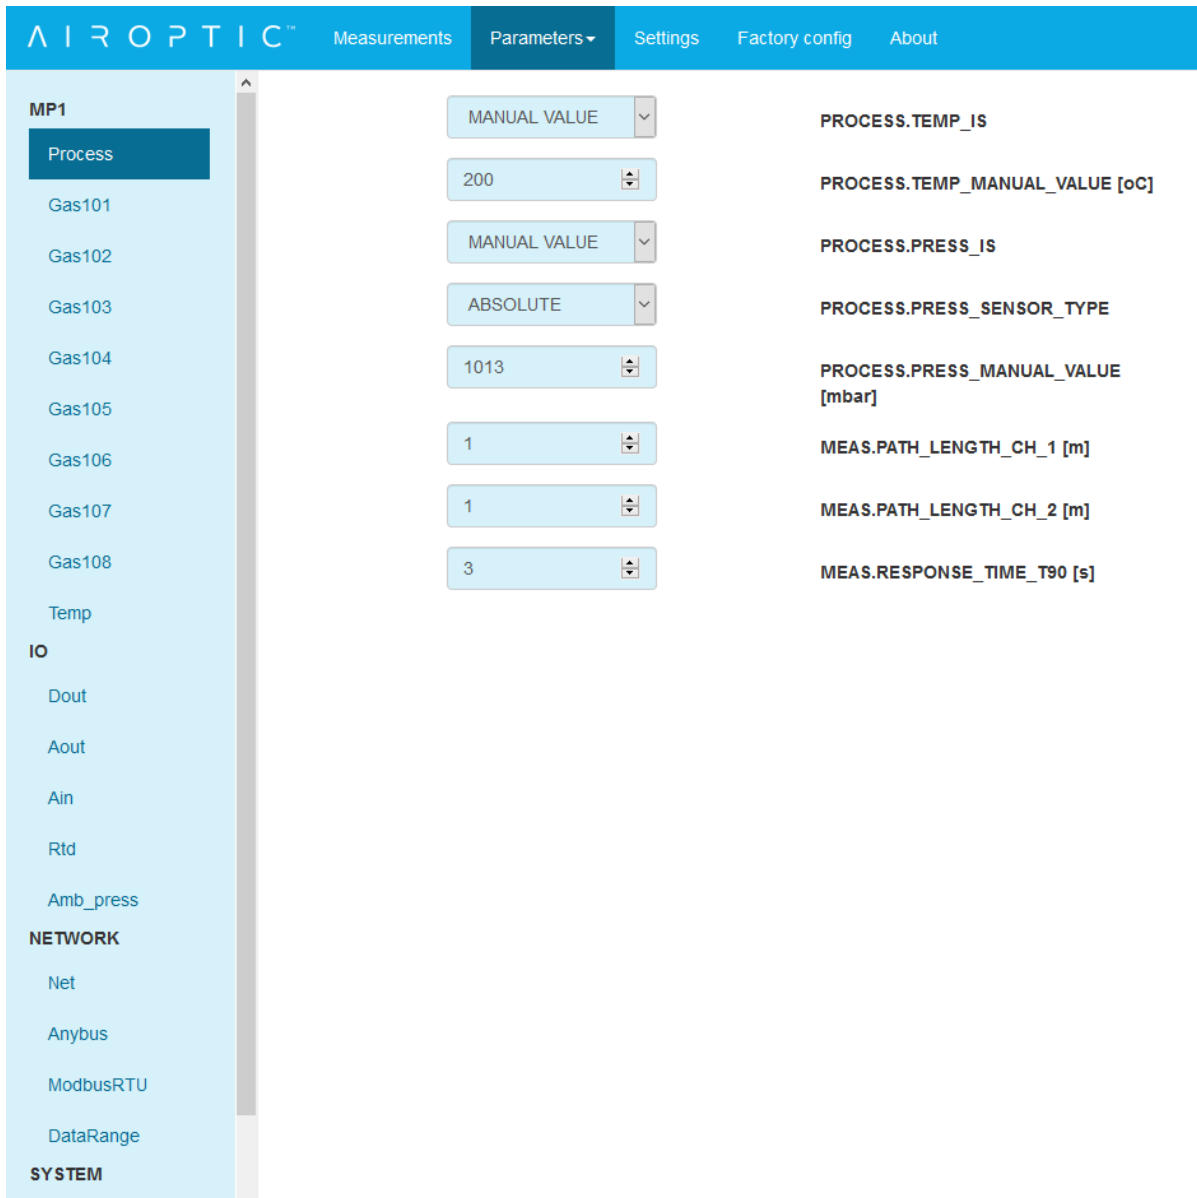 AIROPTIC™ Measurements Parameters Settings Factory config About
MP1
Process
Gas101
Gas102
Gas103
Gas104
Gas105
Gas106
Gas107
Gas108
Temp
IO
Dout
Aout
Ain
Rtd
Amb_press
NETWORK
Net
Anybus
ModbusRTU
DataRange
SYSTEM
MANUAL VALUE PROCESS.TEMP_IS
200 PROCESS.TEMP_MANUAL_VALUE [oC]
MANUAL VALUE PROCESS.PRESS_IS
ABSOLUTE PROCESS.PRESS_SENSOR_TYPE
1013 PROCESS.PRESS_MANUAL_VALUE
[mbar]
1 MEAS.PATH_LENGTH_CH_1 [m]
1 MEAS.PATH_LENGTH_CH_2 [m]
3 MEAS.RESPONSE_TIME_T90 [s]